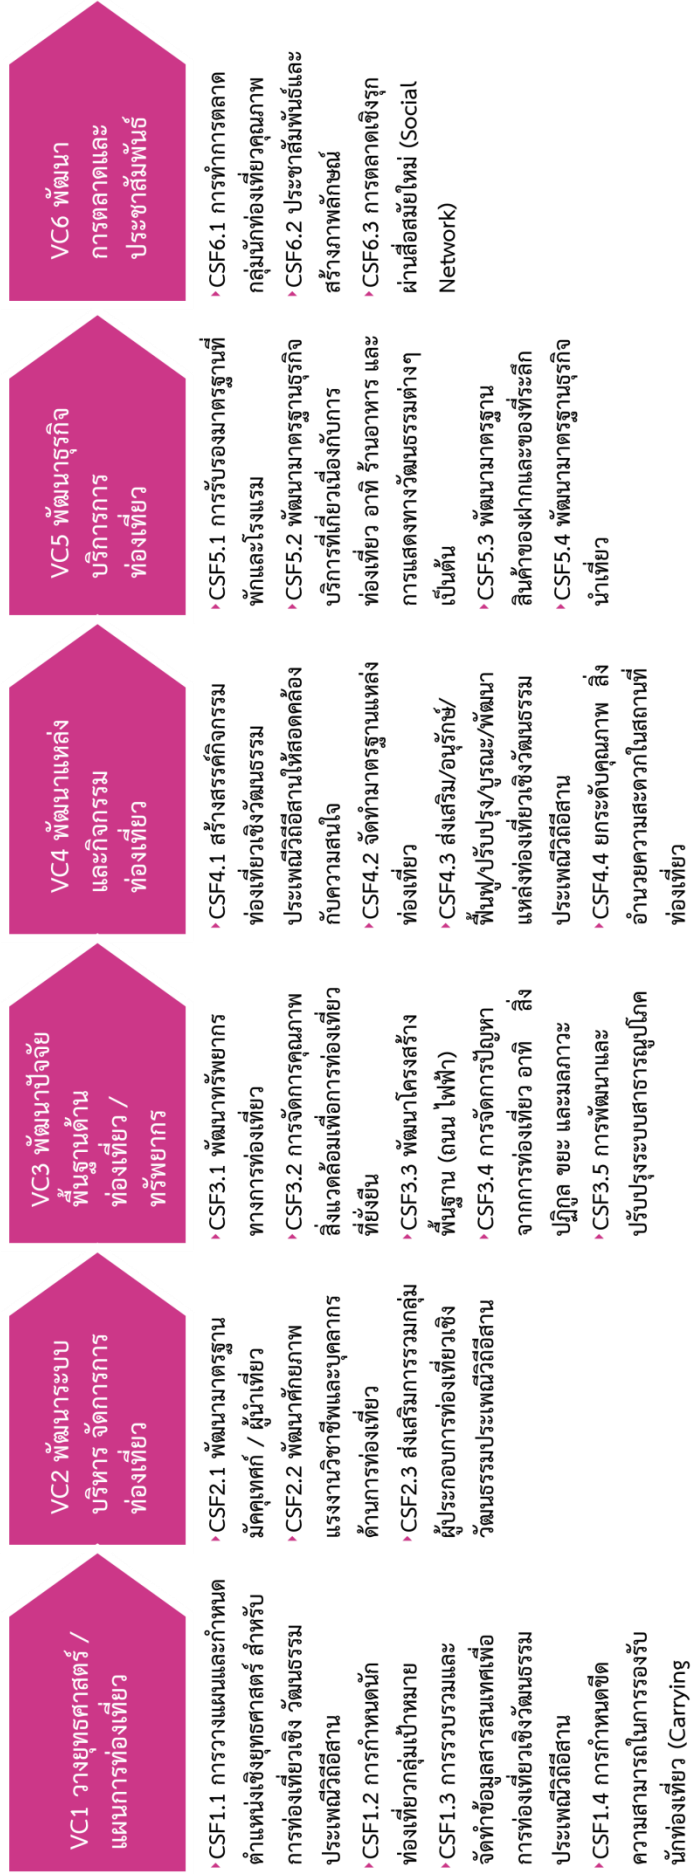 VC1 วางยุทธศาสตร์ /
แผนการท่องเที่ยว
▸CSF1.1 การวางแผนและกำหนด
ตำแหน่งเชิงยุทธศาสตร์ สำหรับ
การท่องเที่ยวเชิง วัฒนธรรม
ประเพณีวิถีอีสาน
▸CSF1.2 การกำหนดนัก
ท่องเที่ยวกลุ่มเป้าหมาย
▸CSF1.3 การรวบรวมและ
จัดทำข้อมูลสารสนเทศเพื่อ
การท่องเที่ยวเชิงวัฒนธรรม
ประเพณีวิถีอีสาน
▸CSF1.4 การกำหนดขีด
ความสามารถในการรองรับ
นักท่องเที่ยว (Carrying
VC2 พัฒนาระบบ
บริหาร จัดการการ
ท่องเที่ยว
▸CSF2.1 พัฒนามาตรฐาน
มัคคุเทศก์ / ผู้นำเที่ยว
▸CSF2.2 พัฒนาศักยภาพ
แรงงานวิชาชีพและบุคลากร
ด้านการท่องเที่ยว
▸CSF2.3 ส่งเสริมการรวมกลุ่ม
ผู้ประกอบการท่องเที่ยวเชิง
วัฒนธรรมประเพณีวิถีอีสาน
VC3 พัฒนาปัจจัย
พื้นฐานด้าน
ท่องเที่ยว /
ทรัพยากร
▸CSF3.1 พัฒนาทรัพยากร
ทางการท่องเที่ยว
▸CSF3.2 การจัดการคุณภาพ
สิ่งแวดล้อมเพื่อการท่องเที่ยว
ที่ยั่งยืน
▸CSF3.3 พัฒนาโครงสร้าง
พื้นฐาน (ถนน ไฟฟ้า)
▸CSF3.4 การจัดการปัญหา
จากการท่องเที่ยว อาทิ สิ่ง
ปฏิกูล ขยะ และมลภาวะ
▸CSF3.5 การพัฒนาและ
ปรับปรุงระบบสาธารณูปโภค
VC4 พัฒนาแหล่ง
และกิจกรรม
ท่องเที่ยว
▸CSF4.1 สร้างสรรค์กิจกรรม
ท่องเที่ยวเชิงวัฒนธรรม
ประเพณีวิถีอีสานให้สอดคล้อง
กับความสนใจ
▸CSF4.2 จัดทำมาตรฐานแหล่ง
ท่องเที่ยว
▸CSF4.3 ส่งเสริม/อนุรักษ์/
ฟื้นฟู/ปรับปรุง/บูรณะ/พัฒนา
แหล่งท่องเที่ยวเชิงวัฒนธรรม
ประเพณีวิถีอีสาน
▸CSF4.4 ยกระดับคุณภาพ สิ่ง
อำนวยความสะดวกในสถานที่
ท่องเที่ยว
VC5 พัฒนาธุรกิจ
บริการการ
ท่องเที่ยว
▸CSF5.1 การรับรองมาตรฐานที่
พักและโรงแรม
▸CSF5.2 พัฒนามาตรฐานธุรกิจ
บริการที่เกี่ยวเนื่องกับการ
ท่องเที่ยว อาทิ ร้านอาหาร และ
การแสดงทางวัฒนธรรมต่างๆ
เป็นต้น
▸CSF5.3 พัฒนามาตรฐาน
สินค้าของฝากและของที่ระลึก
▸CSF5.4 พัฒนามาตรฐานธุรกิจ
นำเที่ยว
VC6 พัฒนา
การตลาดและ
ประชาสัมพันธ์
▸CSF6.1 การทำการตลาด
กลุ่มนักท่องเที่ยวคุณภาพ
▸CSF6.2 ประชาสัมพันธ์และ
สร้างภาพลักษณ์
▸CSF6.3 การตลาดเชิงรุก
ผ่านสื่อสมัยใหม่ (Social
Network)